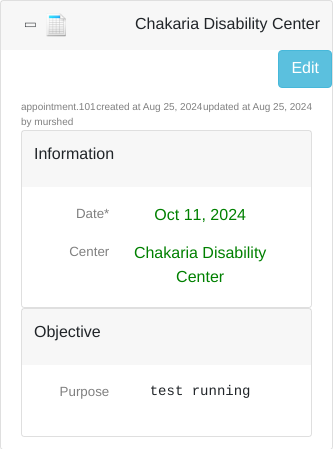 Chakaria Disability Center
Edit
appointment.101created at Aug 25, 2024updated at Aug 25, 2024
by murshed
Information
Date* Oct 11, 2024
Center Chakaria Disability
Center
Objective
Purpose test running